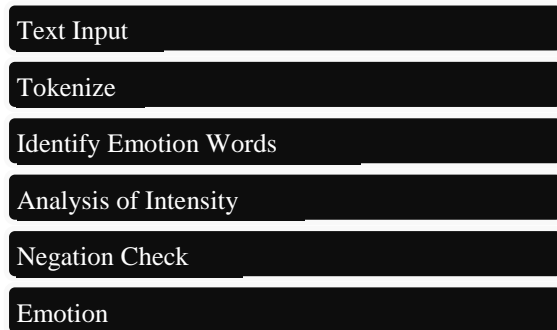 Text Input
Tokenize
Identify Emotion Words
Analysis of Intensity
Negation Check
Emotion